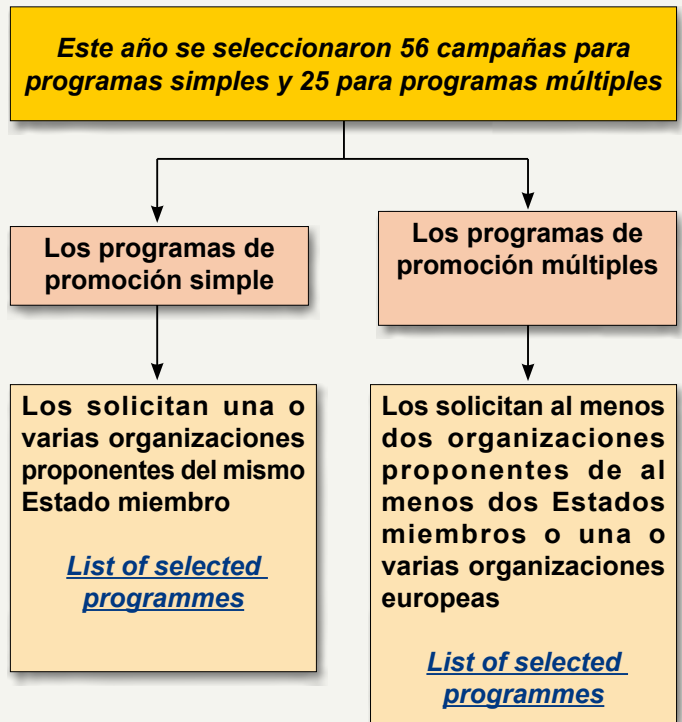 Este año se seleccionaron 56 campañas para
programas simples y 25 para programas múltiples
Los programas de
promoción simple
Los solicitan una o
varias organizaciones
proponentes del mismo
Estado miembro
List of selected
programmes
Los programas de
promoción múltiples
Los solicitan al menos
dos organizaciones
proponentes de al
menos dos Estados
miembros o una o
varias organizaciones
europeas
List of selected
programmes